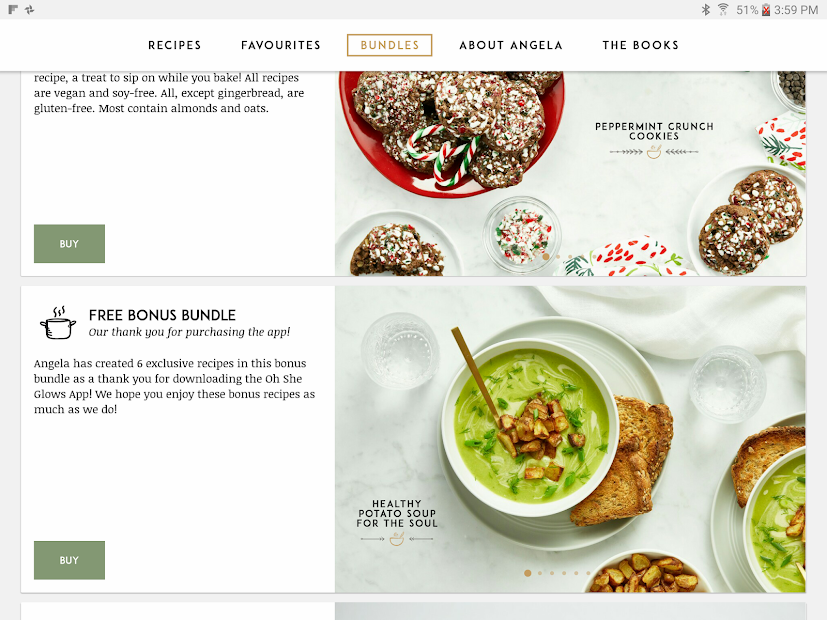 51% 3:59 PM
RECIPES FAVOURITES BUNDLES ABOUT ANGELA THE BOOKS
recipe, a treat to sip on while you bake! All recipes
are vegan and soy-free. All, except gingerbread, are
gluten-free. Most contain almonds and oats.
BUY
PEPPERMINT CRUNCH
COOKIES
FREE BONUS BUNDLE
Our thank you for purchasing the app!
Angela has created 6 exclusive recipes in this bonus
bundle as a thank you for downloading the Oh She
Glows App! We hope you enjoy these bonus recipes as
much as we do!
BUY
HEALTHY
POTATO SOUP
FOR THE SOUL